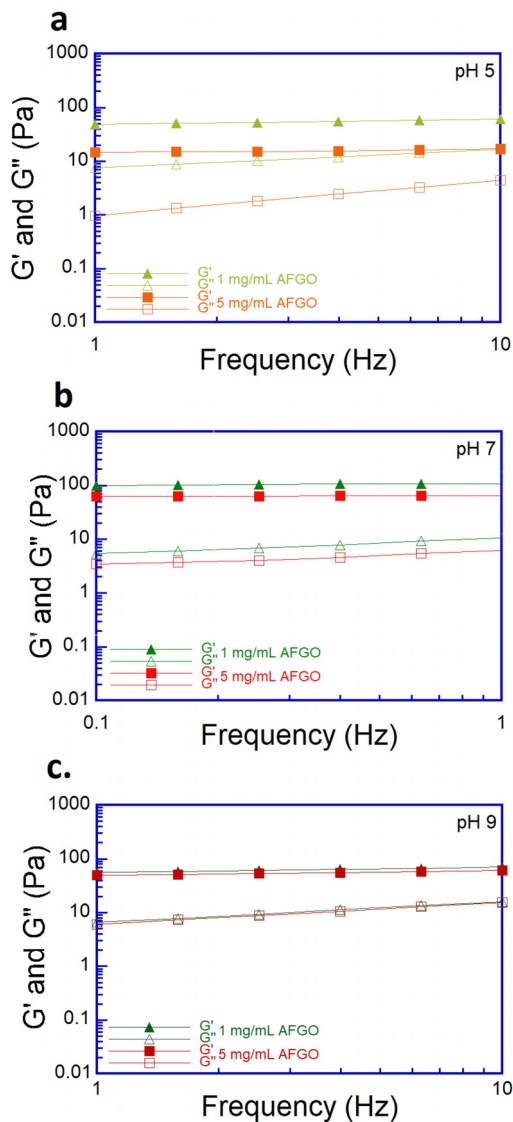 a
1000
100
10
1
0.1
0.01
G' and G" (Pa)
pH 5
G'
G" 1 mg/mL AFGO
G'
G" 5 mg/mL AFGO
1
10
Frequency (Hz)
b
1000
100
10
1
0.1
0.01
G' and G" (Pa)
pH 7
G'
G" 1 mg/mL AFGO
G'
G" 5 mg/mL AFGO
0.1
1
Frequency (Hz)
c.
1000
100
10
1
0.1
0.01
G' and G" (Pa)
pH 9
G'
G" 1 mg/mL AFGO
G'
G" 5 mg/mL AFGO
1
10
Frequency (Hz)